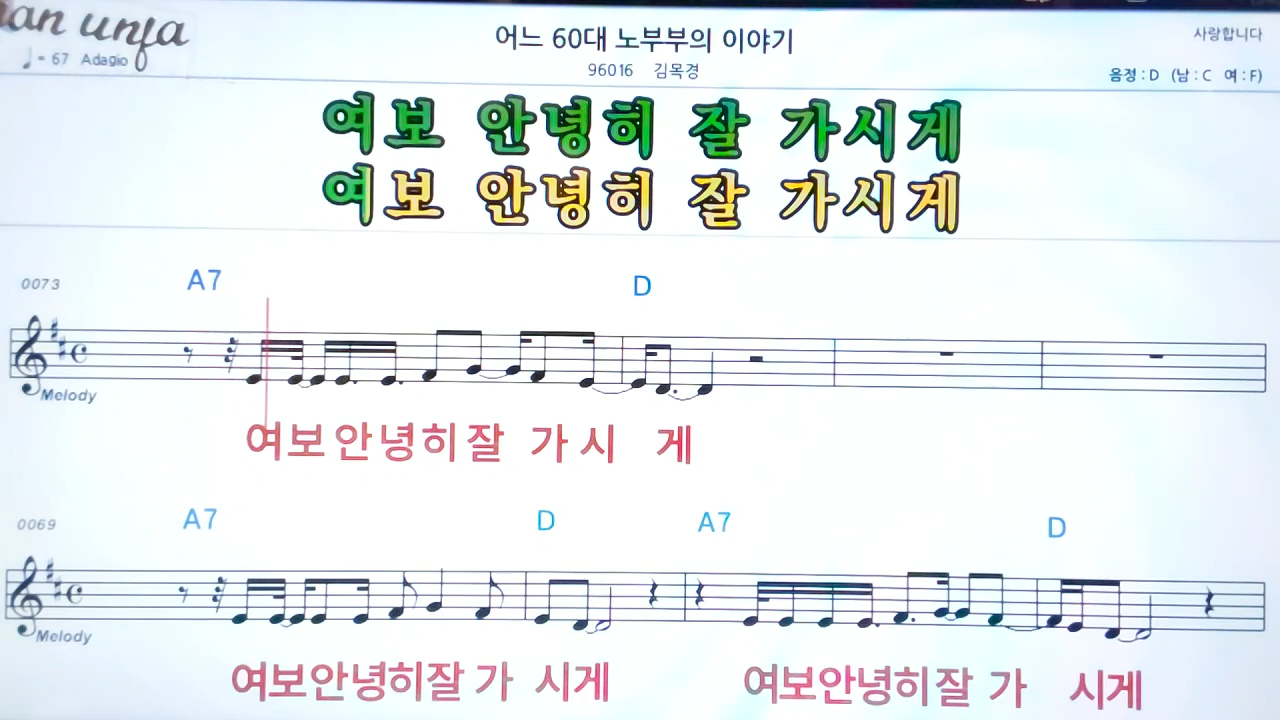 an unja
어느 60대 노부부의 이야기
사랑합니다
♩= 67 Adagio
96016 김목경
음정 : D (남 : C 여 : F)
여보 안녕히 잘 가시게
여보 안녕히 잘 가시게
0073 A7 D
Melody
여보안녕히잘 가시 게
0069 A7 D A7 D
Melody
여보안녕히잘 가 시게 여보안녕히잘 가 시게